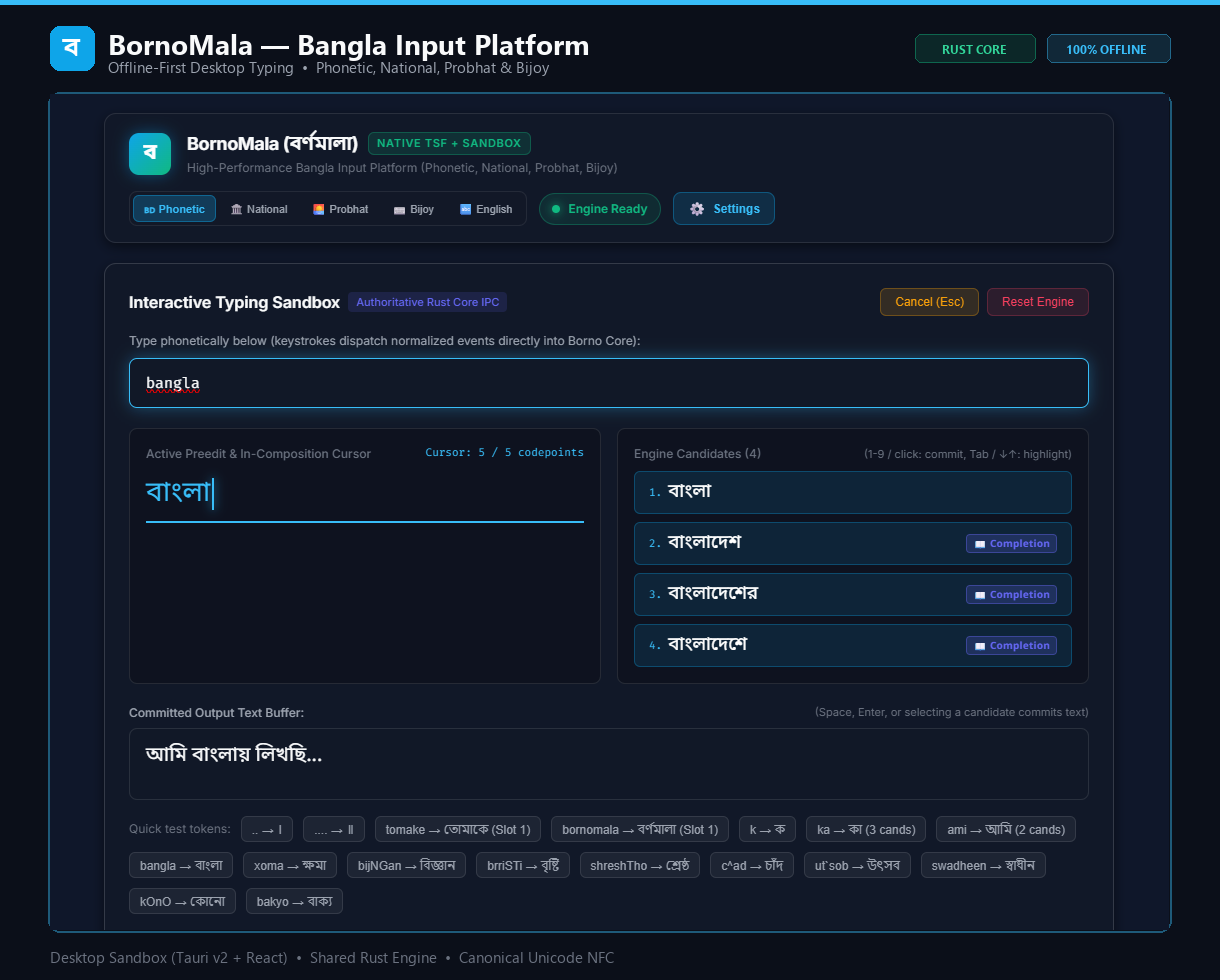 ব BornoMala — Bangla Input Platform
Offline-First Desktop Typing • Phonetic, National, Probhat & Bijoy
RUST CORE 100% OFFLINE
ব BornoMala (বর্ণমালা) NATIVE TSF + SANDBOX
High-Performance Bangla Input Platform (Phonetic, National, Probhat, Bijoy)
BD Phonetic National Probhat Bijoy abc English Engine Ready Settings
Interactive Typing Sandbox Authoritative Rust Core IPC Cancel (Esc) Reset Engine
Type phonetically below (keystrokes dispatch normalized events directly into Borno Core):
bangla
Active Preedit & In-Composition Cursor Cursor: 5 / 5 codepoints
বাংলা
Engine Candidates (4) (1-9 / click: commit, Tab / ↓↑: highlight)
1. বাংলা
2. বাংলাদেশ Completion
3. বাংলাদেশের Completion
4. বাংলাদেশে Completion
Committed Output Text Buffer: (Space, Enter, or selecting a candidate commits text)
আমি বাংলায় লিখছি...
Quick test tokens: .. → । .... → ॥ tomake → তোমাকে (Slot 1) bornomala → বর্ণমালা (Slot 1) k → ক ka → কা (3 cands) ami → আমি (2 cands)
bangla → বাংলা xoma → ক্ষমা bijNGan → বিজ্ঞান brriSTi → বৃষ্টি shreshTho → শ্রেষ্ঠ c^ad → চাঁদ ut`sob → উৎসব swadheen → স্বাধীন
kOnO → কোনো bakyo → বাক্য
Desktop Sandbox (Tauri v2 + React) • Shared Rust Engine • Canonical Unicode NFC